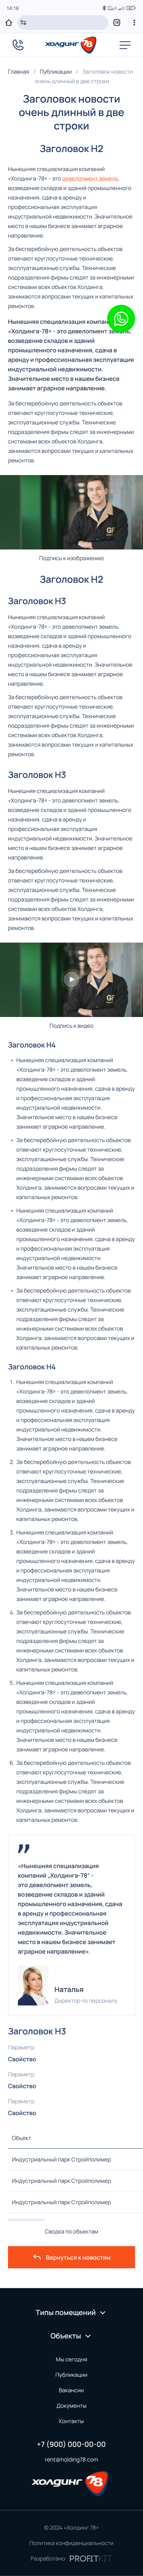 14:19
ХОЛДИНГ 78
Главная / Публикации / Заголовок новости
очень длинный в две строки
Заголовок новости
очень длинный в две
строки
Заголовок H2
Нынешняя специализация компаний
«Холдинга-78» - это девелопмент земель,
возведение складов и зданий промышленного
назначения, сдача в аренду и
профессиональная эксплуатация
индустриальной недвижимости. Значительное
место в нашем бизнесе занимает аграрное
направление.
За бесперебойную деятельность объектов
отвечают круглосуточные технические,
эксплуатационные службы. Технические
подразделения фирмы следят за инженерными
системами всех объектов Холдинга,
занимаются вопросами текущих и капитальных
ремонтов.
Нынешняя специализация компаний
«Холдинга-78» - это девелопмент земель,
возведение складов и зданий
промышленного назначения, сдача в
аренду и профессиональная эксплуатация
индустриальной недвижимости.
Значительное место в нашем бизнесе
занимает аграрное направление.
За бесперебойную деятельность объектов
отвечают круглосуточные технические,
эксплуатационные службы. Технические
подразделения фирмы следят за инженерными
системами всех объектов Холдинга,
занимаются вопросами текущих и капитальных
ремонтов.
GF
Подпись к изображению
Заголовок H2
Заголовок H3
Нынешняя специализация компаний
«Холдинга-78» - это девелопмент земель,
возведение складов и зданий промышленного
назначения, сдача в аренду и
профессиональная эксплуатация
индустриальной недвижимости. Значительное
место в нашем бизнесе занимает аграрное
направление.
За бесперебойную деятельность объектов
отвечают круглосуточные технические,
эксплуатационные службы. Технические
подразделения фирмы следят за инженерными
системами всех объектов Холдинга,
занимаются вопросами текущих и капитальных
ремонтов.
Заголовок H3
Нынешняя специализация компаний
«Холдинга-78» - это девелопмент земель,
возведение складов и зданий промышленного
назначения, сдача в аренду и
профессиональная эксплуатация
индустриальной недвижимости. Значительное
место в нашем бизнесе занимает аграрное
направление.
За бесперебойную деятельность объектов
отвечают круглосуточные технические,
эксплуатационные службы. Технические
подразделения фирмы следят за инженерными
системами всех объектов Холдинга,
занимаются вопросами текущих и капитальных
ремонтов.
GF
Подпись к видео
Заголовок H4
• Нынешняя специализация компаний
«Холдинга-78» - это девелопмент земель,
возведение складов и зданий
промышленного назначения, сдача в аренду
и профессиональная эксплуатация
индустриальной недвижимости.
Значительное место в нашем бизнесе
занимает аграрное направление.
• За бесперебойную деятельность объектов
отвечают круглосуточные технические,
эксплуатационные службы. Технические
подразделения фирмы следят за
инженерными системами всех объектов
Холдинга, занимаются вопросами текущих и
капитальных ремонтов.
• Нынешняя специализация компаний
«Холдинга-78» - это девелопмент земель,
возведение складов и зданий
промышленного назначения, сдача в аренду
и профессиональная эксплуатация
индустриальной недвижимости.
Значительное место в нашем бизнесе
занимает аграрное направление.
• За бесперебойную деятельность объектов
отвечают круглосуточные технические,
эксплуатационные службы. Технические
подразделения фирмы следят за
инженерными системами всех объектов
Холдинга, занимаются вопросами текущих и
капитальных ремонтов.
Заголовок H4
1. Нынешняя специализация компаний
«Холдинга-78» - это девелопмент земель,
возведение складов и зданий
промышленного назначения, сдача в аренду
и профессиональная эксплуатация
индустриальной недвижимости.
Значительное место в нашем бизнесе
занимает аграрное направление.
2. За бесперебойную деятельность объектов
отвечают круглосуточные технические,
эксплуатационные службы. Технические
подразделения фирмы следят за
инженерными системами всех объектов
Холдинга, занимаются вопросами текущих и
капитальных ремонтов.
3. Нынешняя специализация компаний
«Холдинга-78» - это девелопмент земель,
возведение складов и зданий
промышленного назначения, сдача в аренду
и профессиональная эксплуатация
индустриальной недвижимости.
Значительное место в нашем бизнесе
занимает аграрное направление.
4. За бесперебойную деятельность объектов
отвечают круглосуточные технические,
эксплуатационные службы. Технические
подразделения фирмы следят за
инженерными системами всех объектов
Холдинга, занимаются вопросами текущих и
капитальных ремонтов.
5. Нынешняя специализация компаний
«Холдинга-78» - это девелопмент земель,
возведение складов и зданий
промышленного назначения, сдача в аренду
и профессиональная эксплуатация
индустриальной недвижимости.
Значительное место в нашем бизнесе
занимает аграрное направление.
6. За бесперебойную деятельность объектов
отвечают круглосуточные технические,
эксплуатационные службы. Технические
подразделения фирмы следят за
инженерными системами всех объектов
Холдинга, занимаются вопросами текущих и
капитальных ремонтов.
«Нынешняя специализация
компаний „Холдинга-78“ -
это девелопмент земель,
возведение складов и зданий
промышленного назначения, сдача
в аренду и профессиональная
эксплуатация индустриальной
недвижимости. Значительное
место в нашем бизнесе занимает
аграрное направление».
Наталья
Директор по персоналу
Заголовок H3
Параметр
Свойство
Параметр
Свойство
Параметр
Свойство
Объект
Индустриальный парк Стройполимер
Индустриальный парк Стройполимер
Индустриальный парк Стройполимер
Сводка по объектам
Вернуться к новостям
Типы помещений
Объекты
Мы сегодня
Публикации
Вакансии
Документы
Контакты
+7 (900) 000-00-00
rent@holding78.com
ХОЛДИНГ 78
© 2024 «Холдинг 78»
Политика конфиденциальности
Разработано PROFITKIT